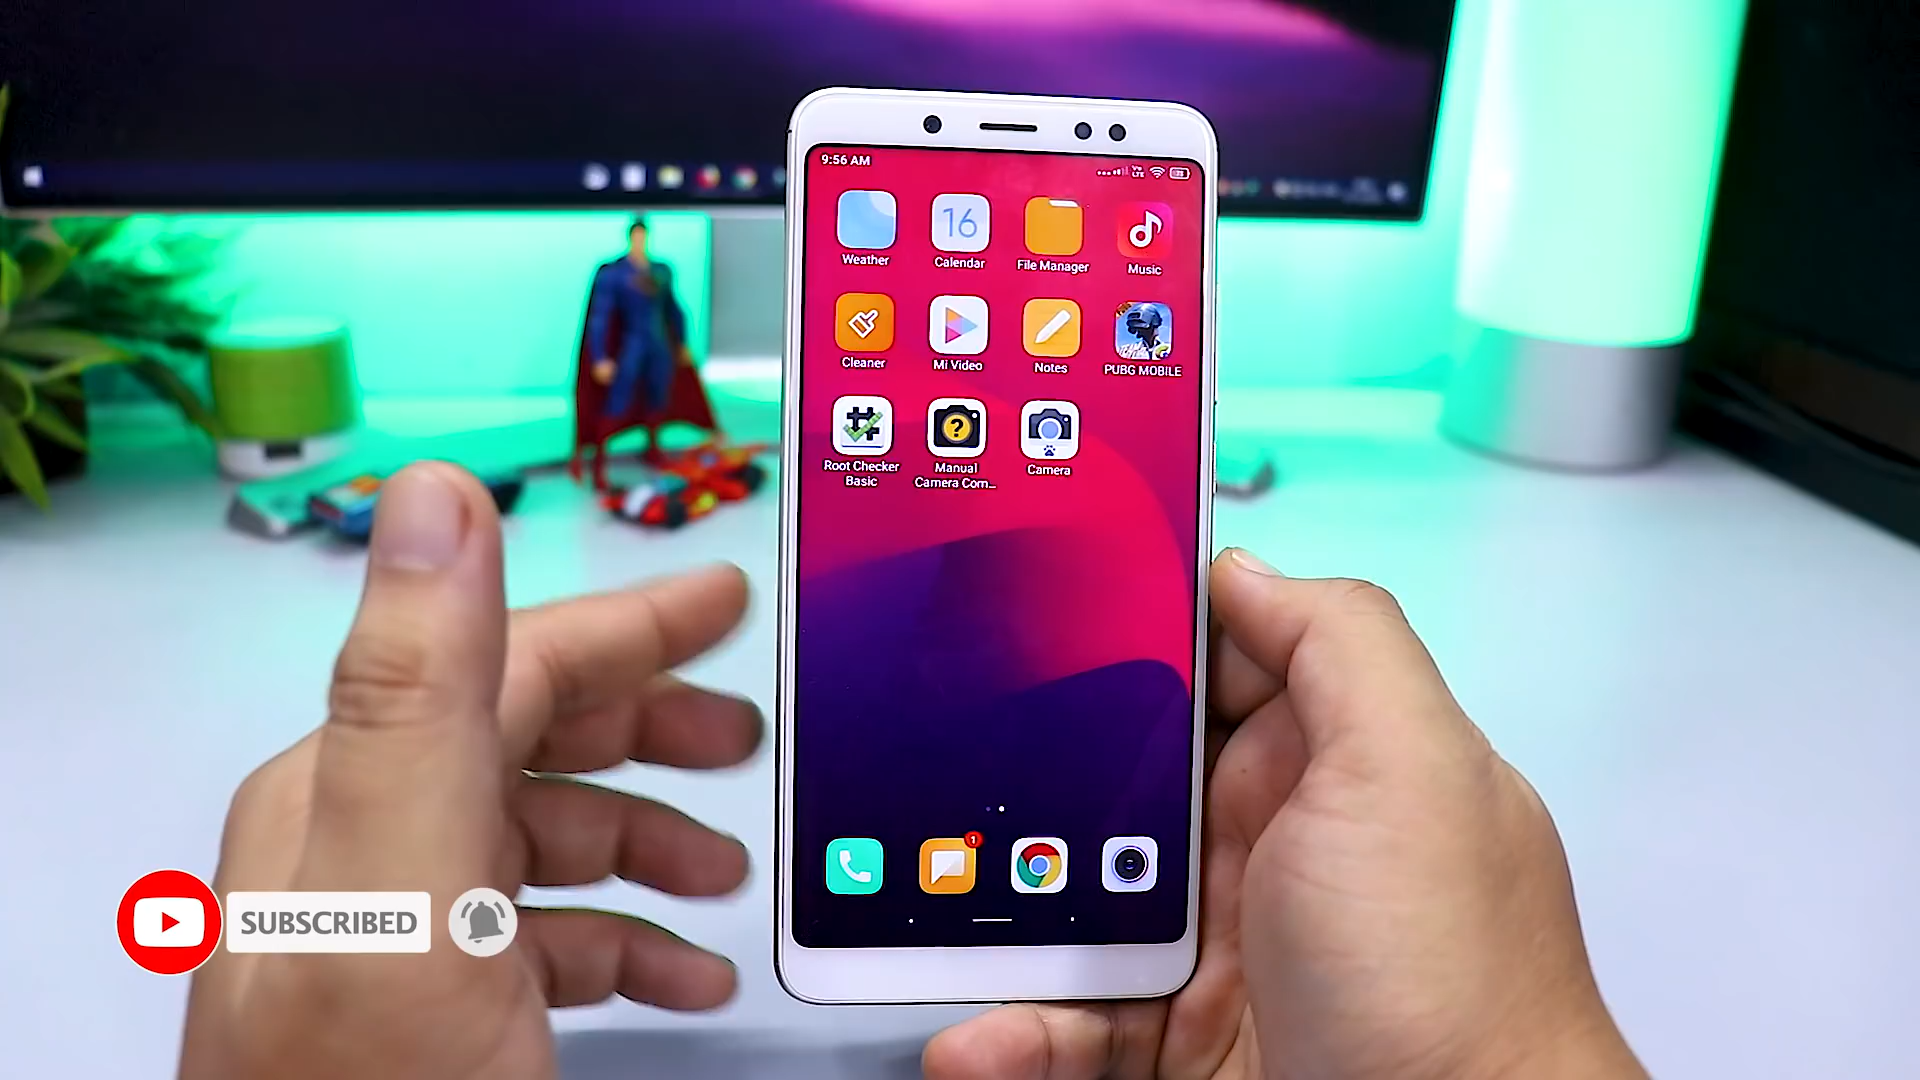 9:56 AM
Weather
16
Calendar
File Manager
Music
Cleaner
Mi Video
Notes
PUBG MOBILE
Root Checker
Basic
Manual
Camera Com...
Camera
1
SUBSCRIBED